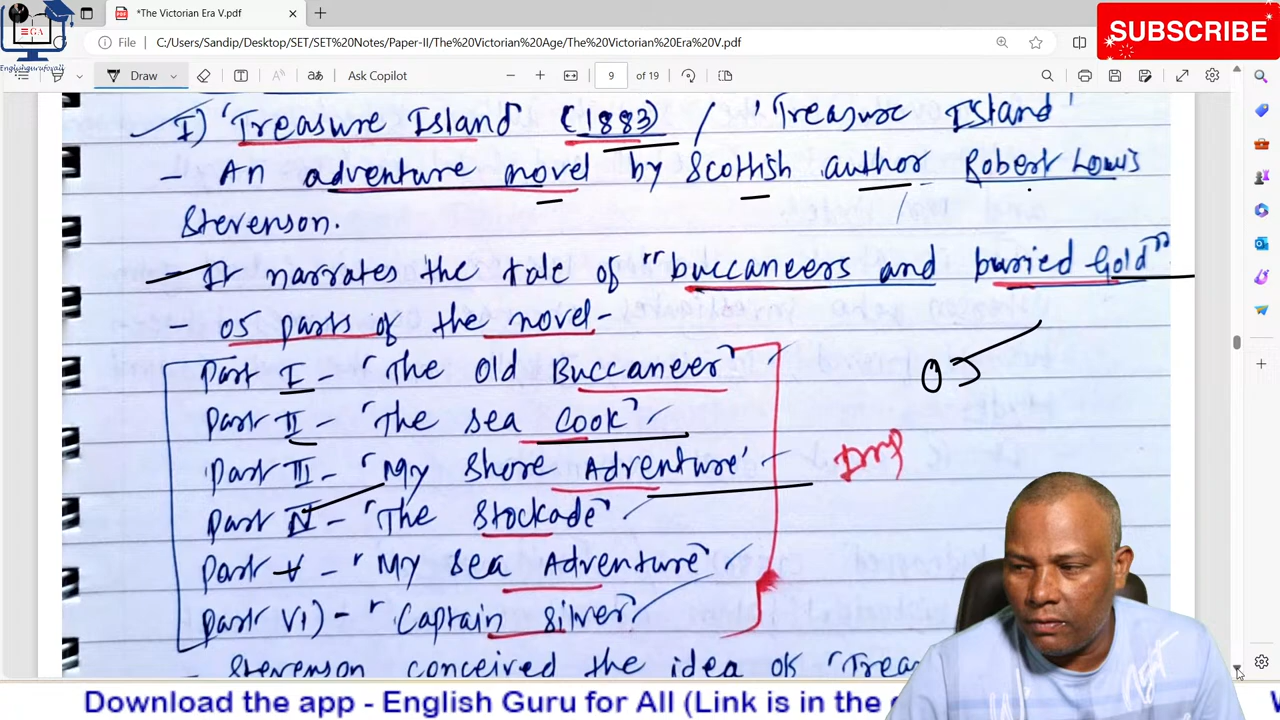 *The Victorian Era V.pdf
SUBSCRIBE
EGA
Englishguruforall
File C:/Users/Sandip/Desktop/SET/SET%20Notes/Paper-II/The%20Victorian%20Age/The%20Victorian%20Era%20V.pdf
Draw
Ask Copilot
9 of 19
I) 'Treasure Island' (1883) / 'Treasure Island'
- An adventure novel by Scottish author Robert Louis
Stevenson.
- It narrates the tale of "buccaneers and buried Gold"
- 05 parts of the novel-
05
Part I - "The Old Buccaneer"
Part II - "The Sea Cook"
Part III - "My Shore Adventure"
Imp
Part IV - "The Stockade"
Part V - "My Sea Adventure"
Part VI) - "Captain Silver"
- Stevenson conceived the idea of "Trea
Download the app - English Guru for All (Link is in the